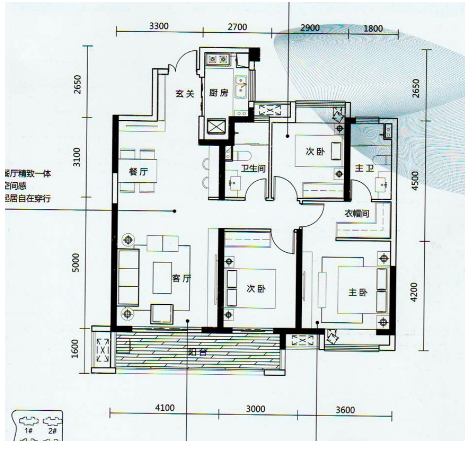 3300
2700
2900
1800
2650
3100
5000
1600
2650
4500
4200
玄关
厨房
餐厅
卫生间
次卧
主卫
衣帽间
客厅
次卧
主卧
阳台
餐厅精致一体
空间感
起居自在穿行
4100
3000
3600
1#
2#